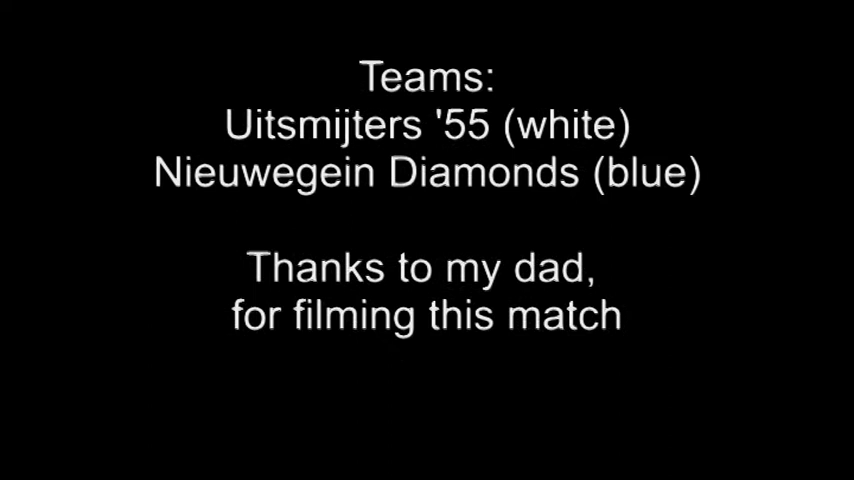 Teams:
Uitsmijters '55 (white)
Nieuwegein Diamonds (blue)
Thanks to my dad,
for filming this match